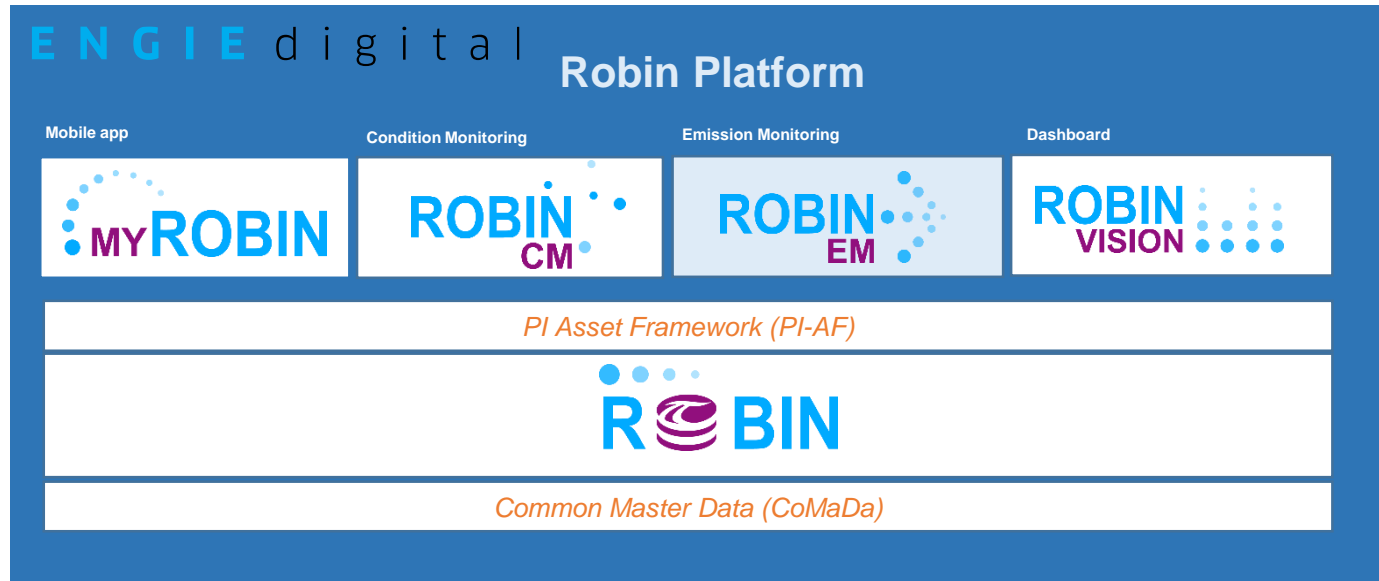 ENGIE digital
Robin Platform
Mobile app
Condition Monitoring
Emission Monitoring
Dashboard
MYROBIN
ROBIN
CM
ROBIN
EM
ROBIN
VISION
PI Asset Framework (PI-AF)
ROBIN
Common Master Data (CoMaDa)